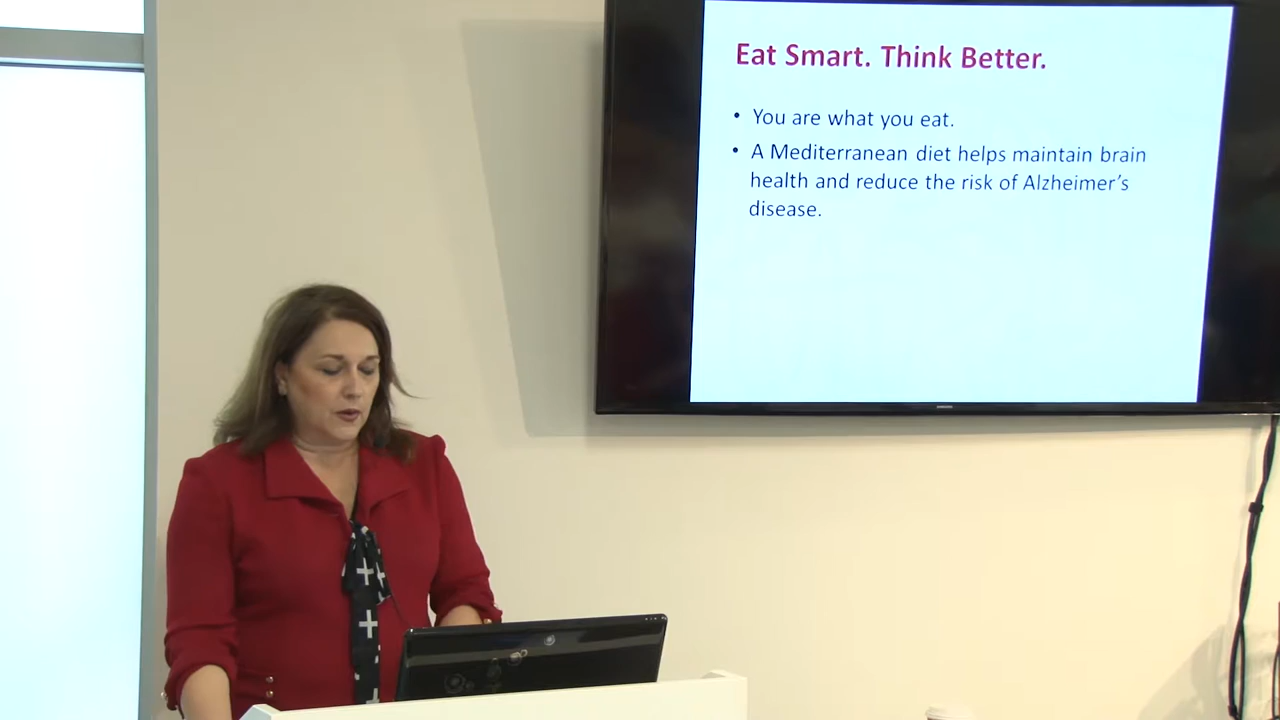 Eat Smart. Think Better.
• You are what you eat.
• A Mediterranean diet helps maintain brain
health and reduce the risk of Alzheimer’s
disease.
SAMSUNG